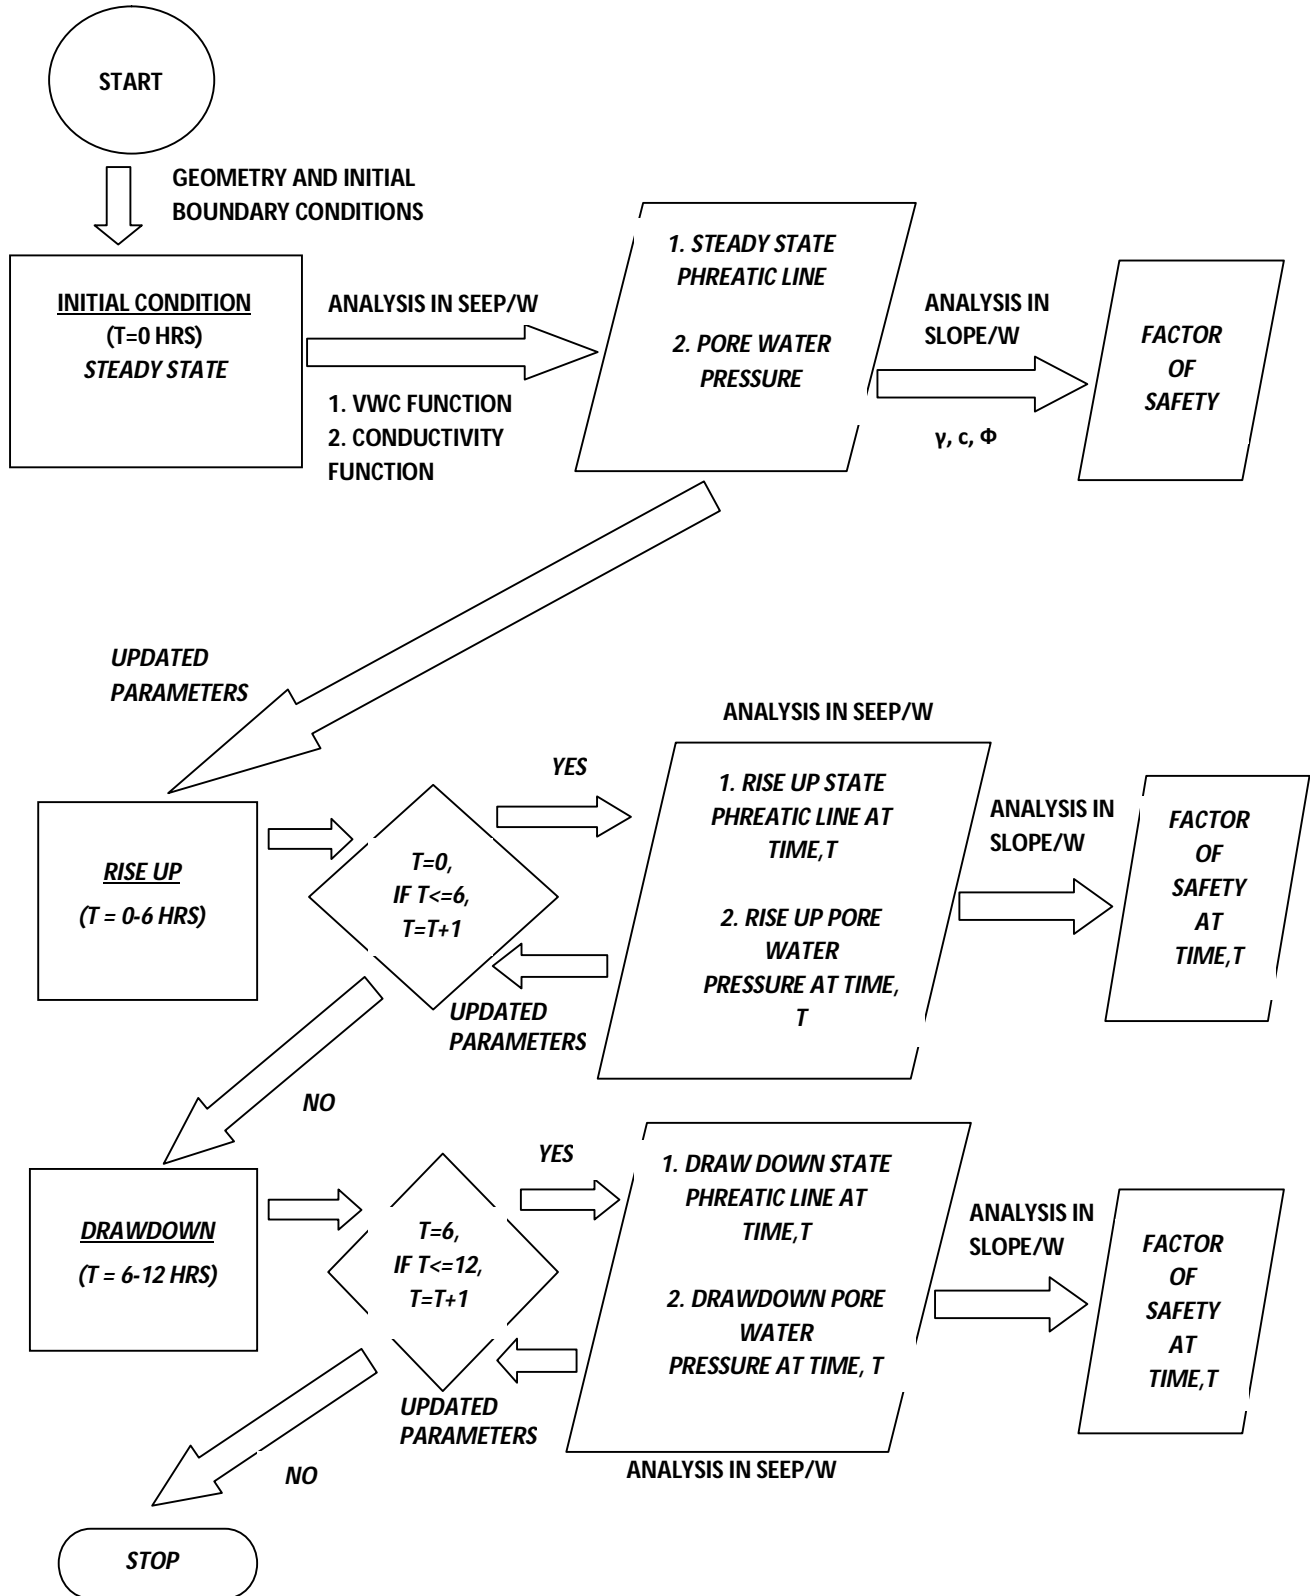 START
GEOMETRY AND INITIAL
BOUNDARY CONDITIONS
INITIAL CONDITION
(T=0 HRS)
STEADY STATE
ANALYSIS IN SEEP/W
1. VWC FUNCTION
2. CONDUCTIVITY
FUNCTION
1. STEADY STATE
PHREATIC LINE
2. PORE WATER
PRESSURE
ANALYSIS IN
SLOPE/W
γ, c, Φ
FACTOR
OF
SAFETY
UPDATED
PARAMETERS
RISE UP
(T = 0-6 HRS)
T=0,
IF T<=6,
T=T+1
YES
UPDATED
PARAMETERS
NO
ANALYSIS IN SEEP/W
1. RISE UP STATE
PHREATIC LINE AT
TIME,T
2. RISE UP PORE
WATER
PRESSURE AT TIME,
T
ANALYSIS IN
SLOPE/W
FACTOR
OF
SAFETY
AT
TIME,T
DRAWDOWN
(T = 6-12 HRS)
T=6,
IF T<=12,
T=T+1
YES
UPDATED
PARAMETERS
NO
1. DRAW DOWN STATE
PHREATIC LINE AT
TIME,T
2. DRAWDOWN PORE
WATER
PRESSURE AT TIME, T
ANALYSIS IN SEEP/W
ANALYSIS IN
SLOPE/W
FACTOR
OF
SAFETY
AT
TIME,T
STOP